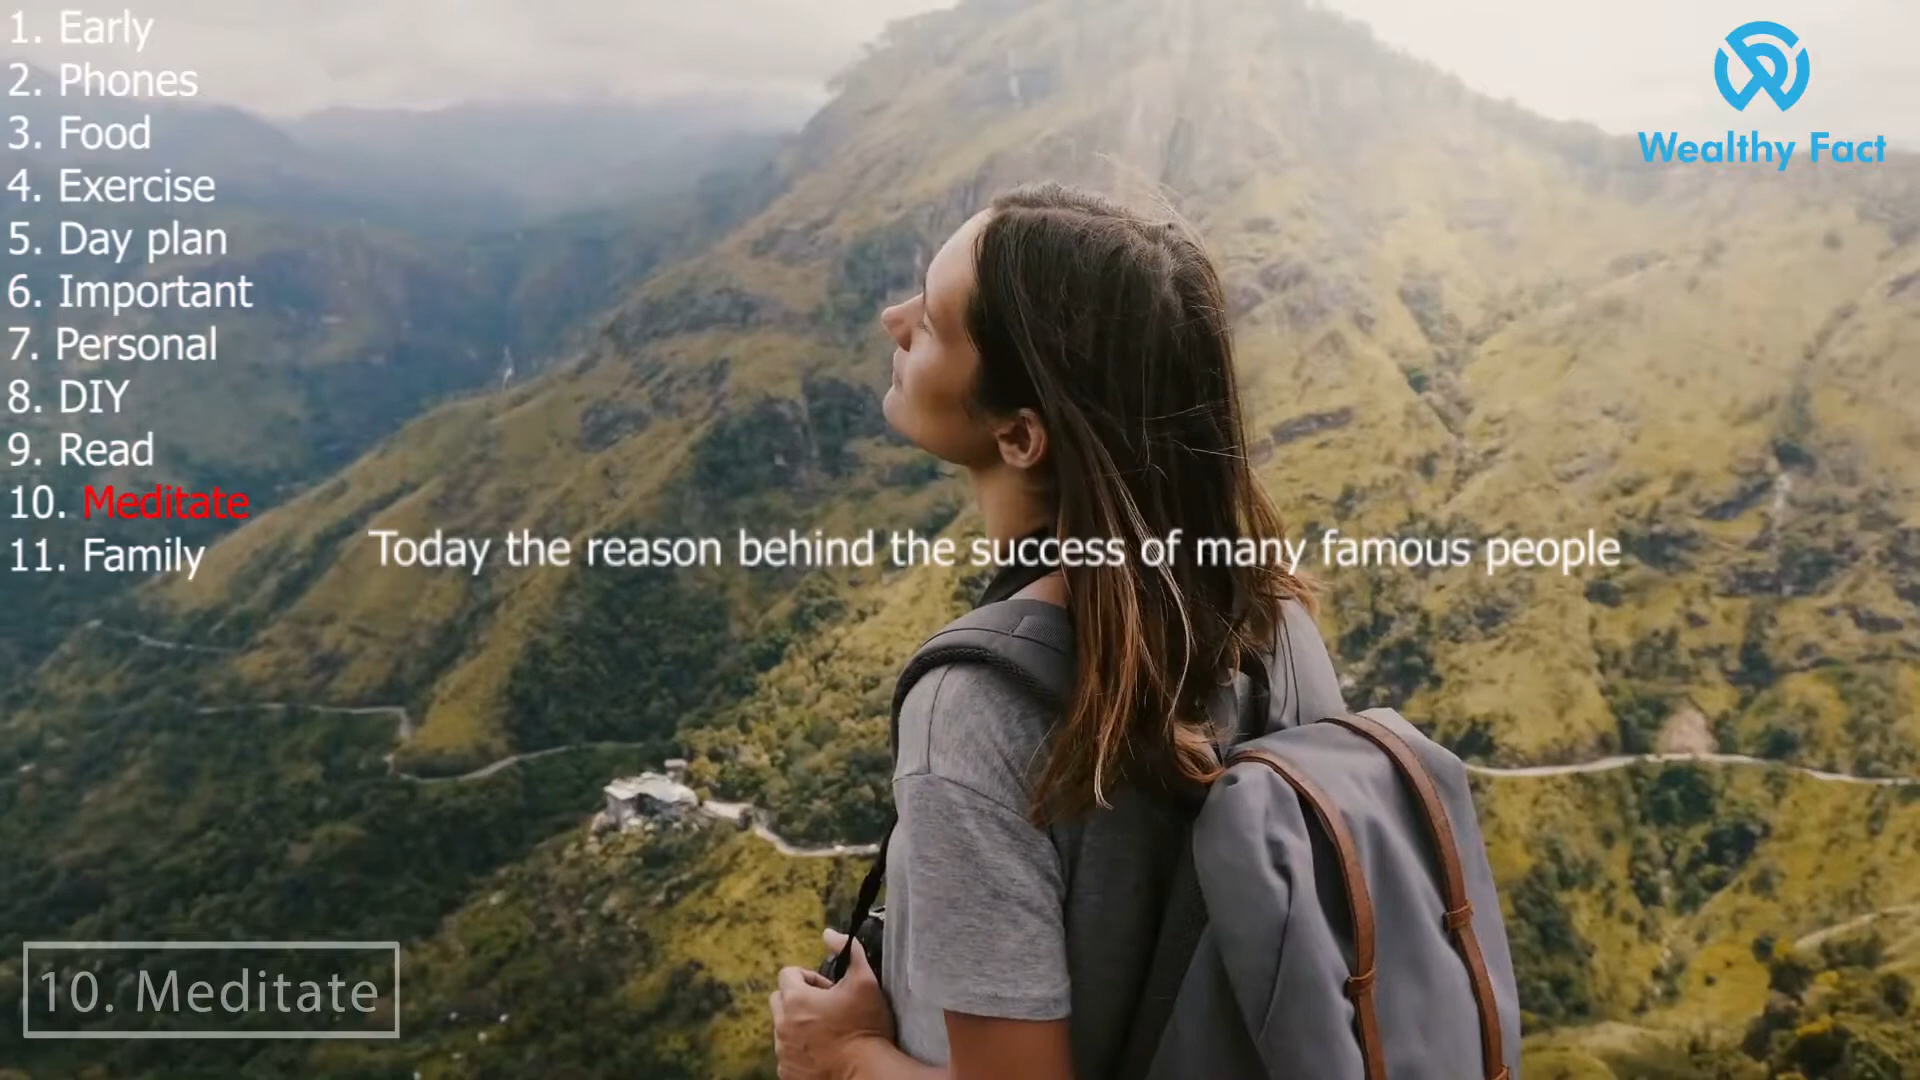 1. Early
2. Phones
3. Food
4. Exercise
5. Day plan
6. Important
7. Personal
8. DIY
9. Read
10. Meditate
11. Family
Wealthy Fact
Today the reason behind the success of many famous people
10. Meditate